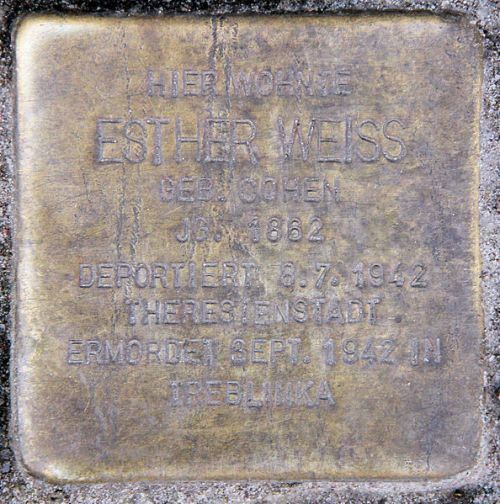 HIER WOHNTE
ESTHER WEISS
GEB. COHEN
JG. 1862
DEPORTIERT 8.7.1942
THERESIENSTADT
ERMORDET SEPT. 1942 IN
TREBLINKA